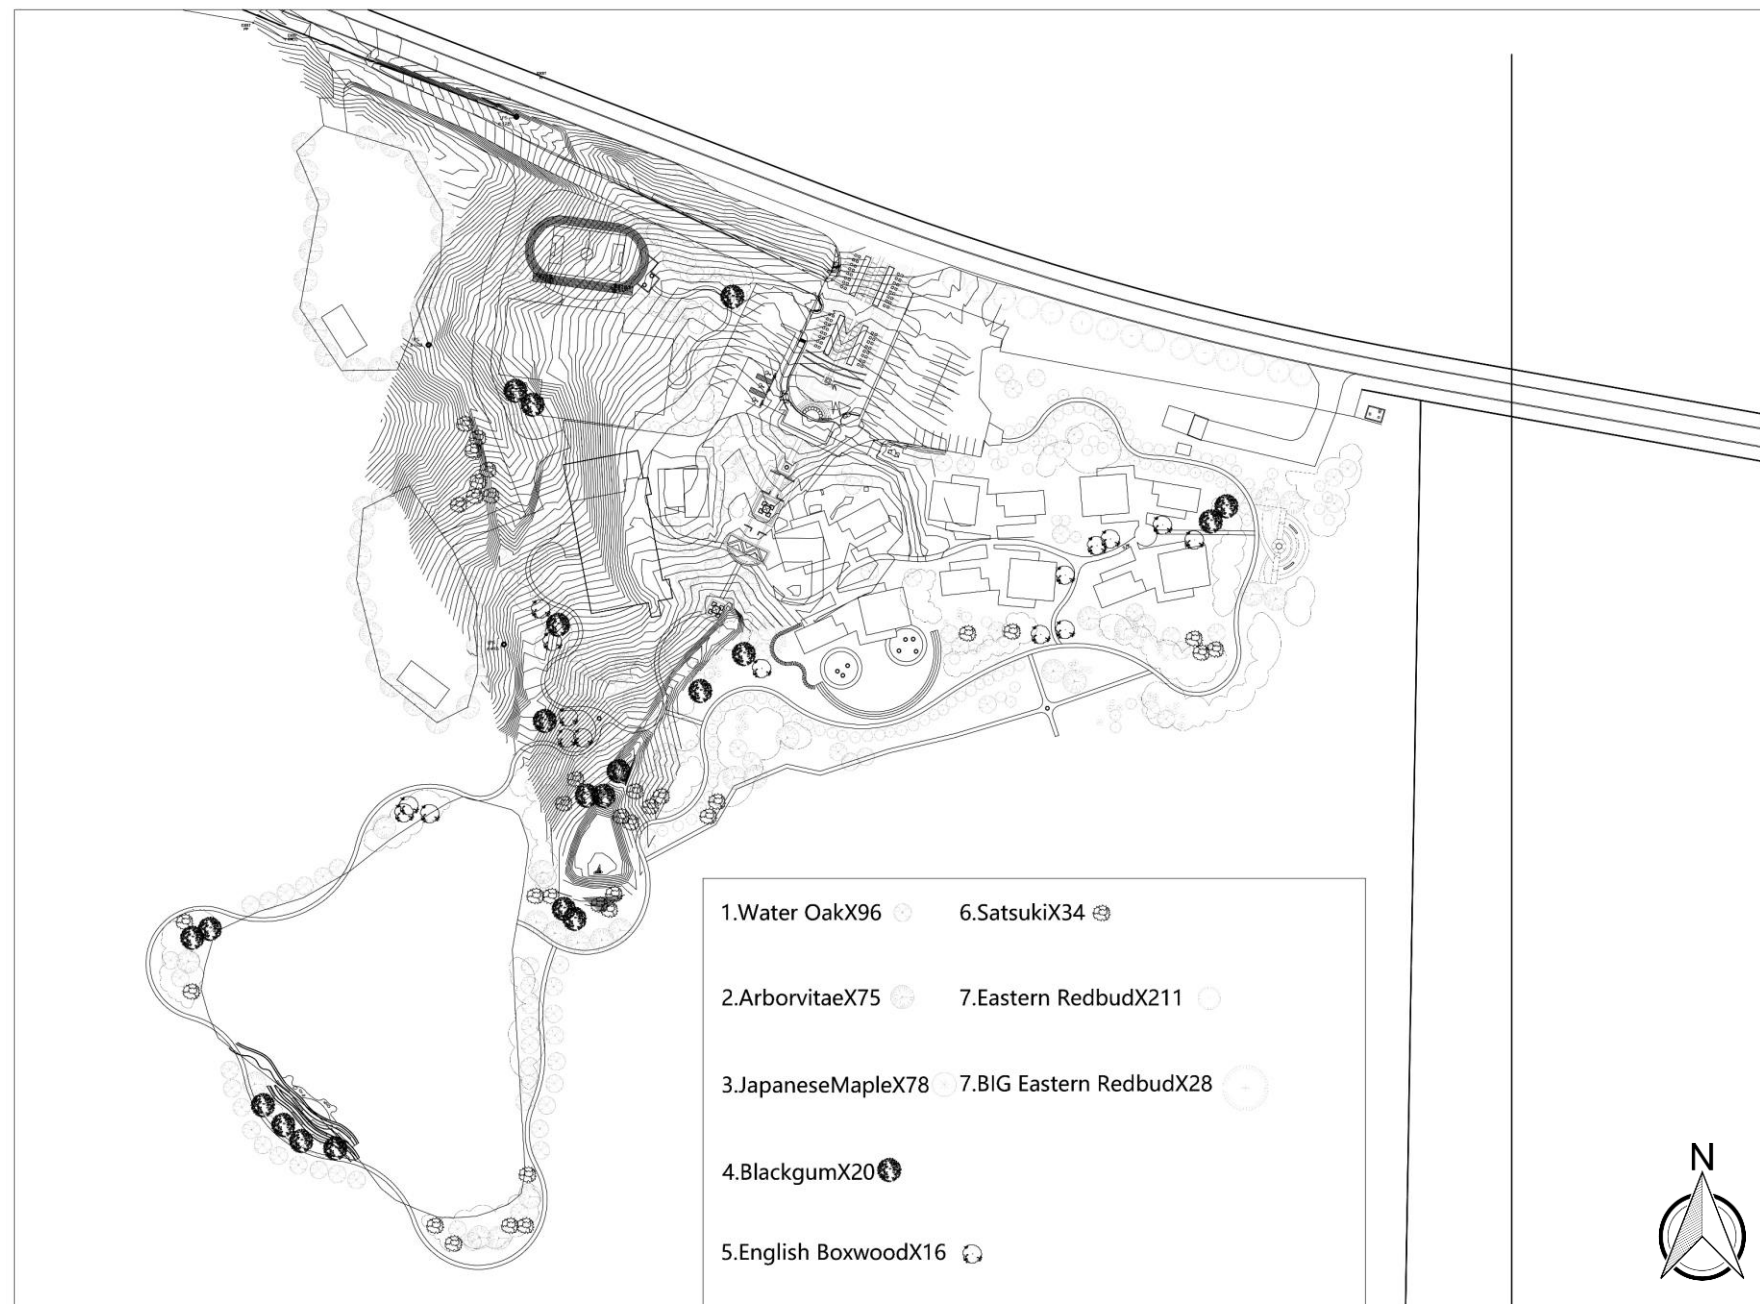 1.Water OakX96
6.SatsukiX34
2.ArborvitaeX75
7.Eastern RedbudX211
3.JapaneseMapleX78
7.BIG Eastern RedbudX28
4.BlackgumX20
5.English BoxwoodX16
N